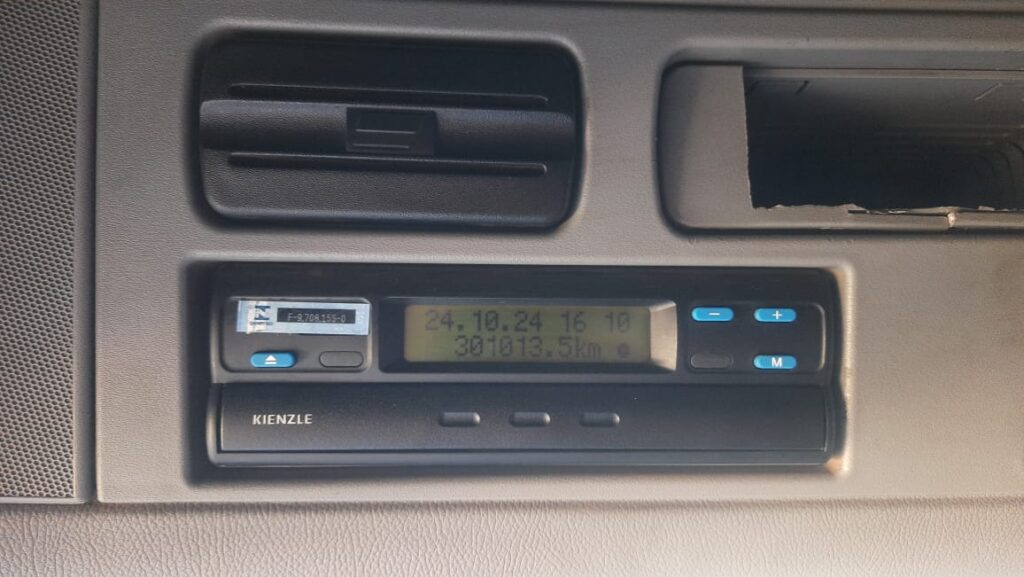 F-9.708.155-0
24.10.24 16 10
301013.5km
− +
M
KIENZLE